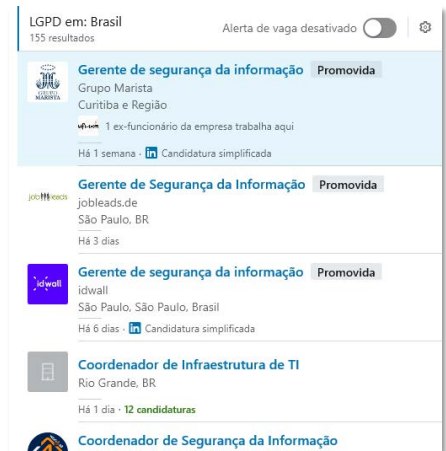 LGPD em: Brasil
155 resultados
Alerta de vaga desativado
Gerente de segurança da informação Promovida
GRUPO
MARISTA
Grupo Marista
Curitiba e Região
1 ex-funcionário da empresa trabalha aqui
Há 1 semana · in Candidatura simplificada
Gerente de Segurança da Informação Promovida
jobleads
jobleads.de
São Paulo, BR
Há 3 dias
Gerente de segurança da informação Promovida
idwall
idwall
São Paulo, São Paulo, Brasil
Há 6 dias · in Candidatura simplificada
Coordenador de Infraestrutura de TI
Rio Grande, BR
Há 1 dia · 12 candidaturas
Coordenador de Segurança da Informação